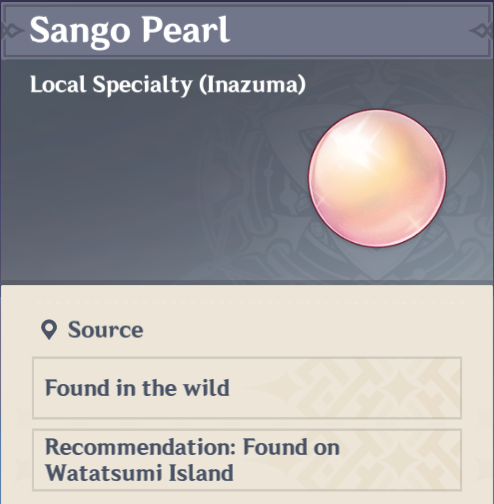 Sango Pearl
Local Specialty (Inazuma)
Source
Found in the wild
Recommendation: Found on
Watatsumi Island